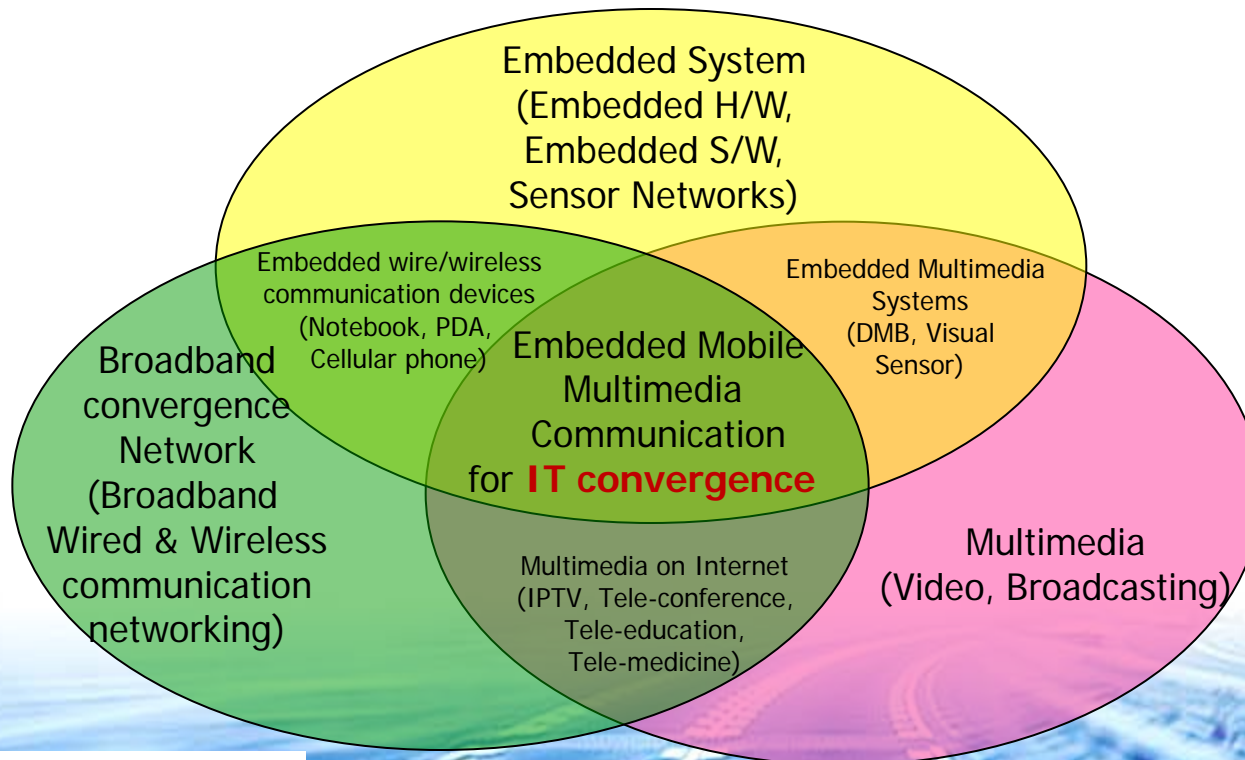 Embedded System
(Embedded H/W,
Embedded S/W,
Sensor Networks)
Embedded wire/wireless
communication devices
(Notebook, PDA,
Cellular phone)
Embedded Multimedia
Systems
(DMB, Visual
Sensor)
Broadband
convergence
Network
(Broadband
Wired & Wireless
communication
networking)
Embedded Mobile
Multimedia
Communication
for IT convergence
Multimedia
(Video, Broadcasting)
Multimedia on Internet
(IPTV, Tele-conference,
Tele-education,
Tele-medicine)